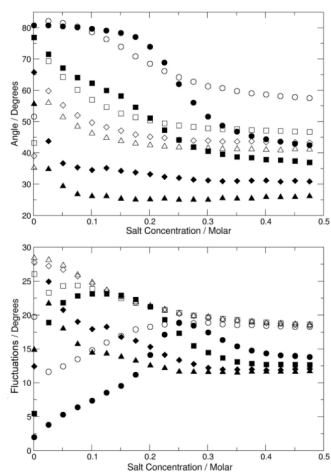 90
80
70
60
50
40
30
20
Angle / Degrees
0 0.1 0.2 0.3 0.4 0.5
Salt Concentration / Molar
30
25
20
15
10
5
0
Fluctuations / Degrees
0 0.1 0.2 0.3 0.4 0.5
Salt Concentration / Molar